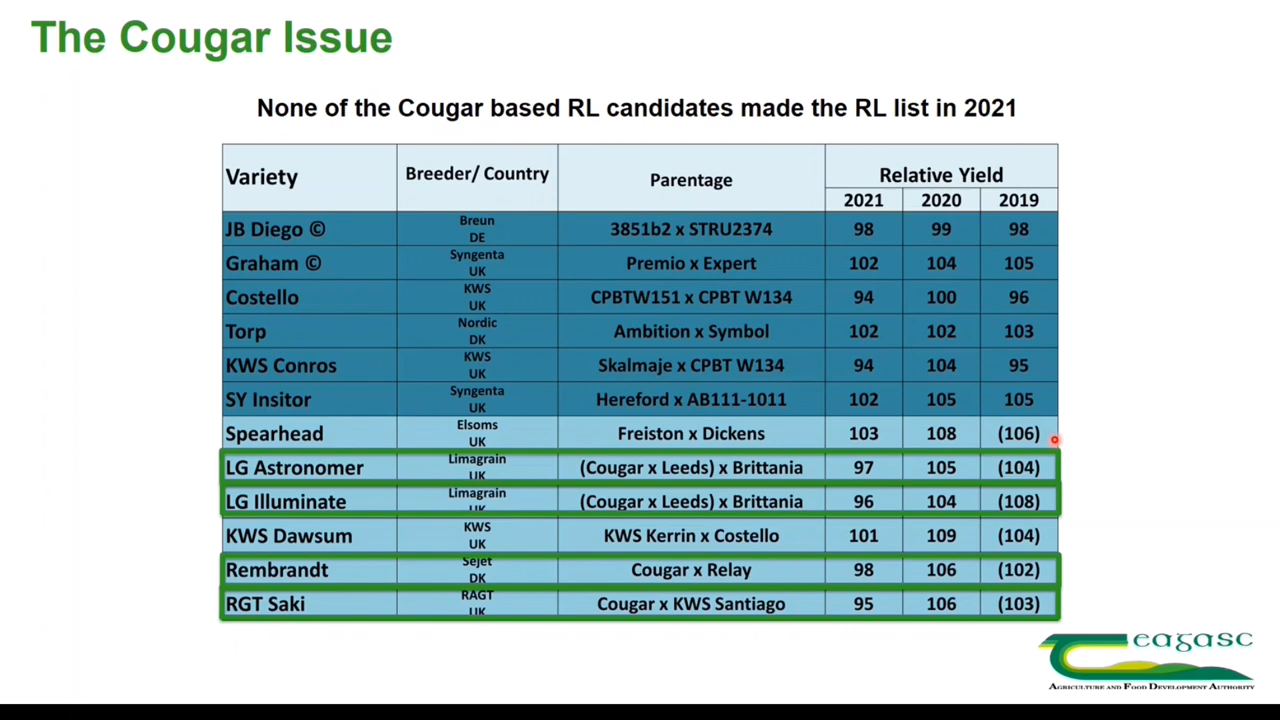 The Cougar Issue
None of the Cougar based RL candidates made the RL list in 2021
Variety Breeder/ Country Parentage Relative Yield
2021 2020 2019
JB Diego © Breun DE 3851b2 x STRU2374 98 99 98
Graham © Syngenta UK Premio x Expert 102 104 105
Costello KWS UK CPBTW151 x CPBT W134 94 100 96
Torp Nordic DK Ambition x Symbol 102 102 103
KWS Conros KWS UK Skalmaje x CPBT W134 94 104 95
SY Insitor Syngenta UK Hereford x AB111-1011 102 105 105
Spearhead Elsoms UK Freiston x Dickens 103 108 (106)
LG Astronomer Limagrain UK (Cougar x Leeds) x Brittania 97 105 (104)
LG Illuminate Limagrain UK (Cougar x Leeds) x Brittania 96 104 (108)
KWS Dawsum KWS UK KWS Kerrin x Costello 101 109 (104)
Rembrandt Sejet DK Cougar x Relay 98 106 (102)
RGT Saki RAGT UK Cougar x KWS Santiago 95 106 (103)
Teagasc
AGRICULTURE AND FOOD DEVELOPMENT AUTHORITY